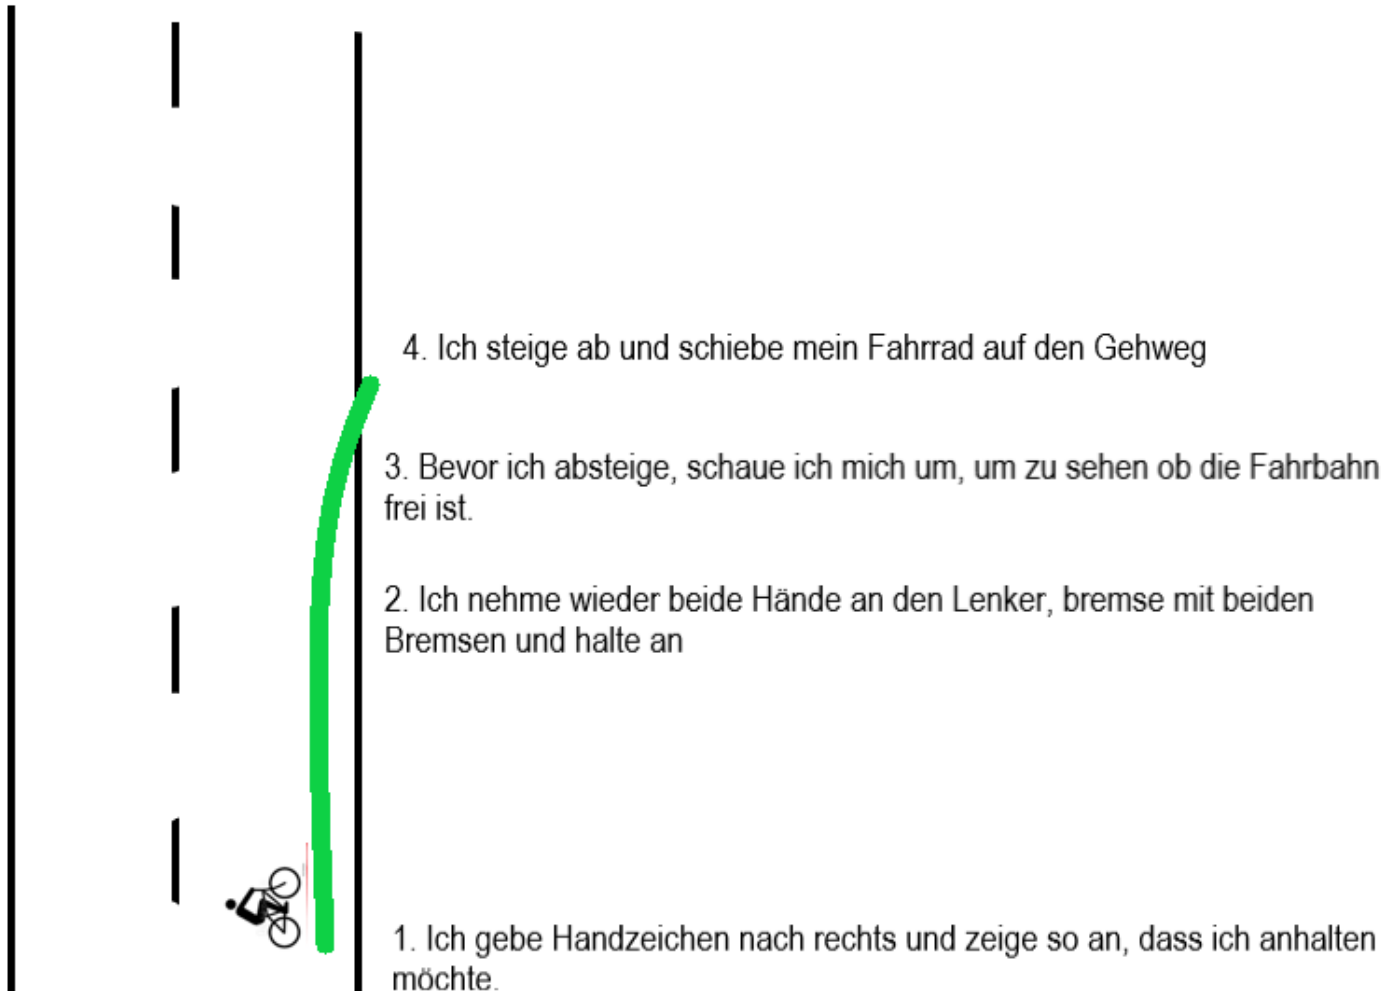 4. Ich steige ab und schiebe mein Fahrrad auf den Gehweg
3. Bevor ich absteige, schaue ich mich um, um zu sehen ob die Fahrbahn
frei ist.
2. Ich nehme wieder beide Hände an den Lenker, bremse mit beiden
Bremsen und halte an
1. Ich gebe Handzeichen nach rechts und zeige so an, dass ich anhalten
möchte.